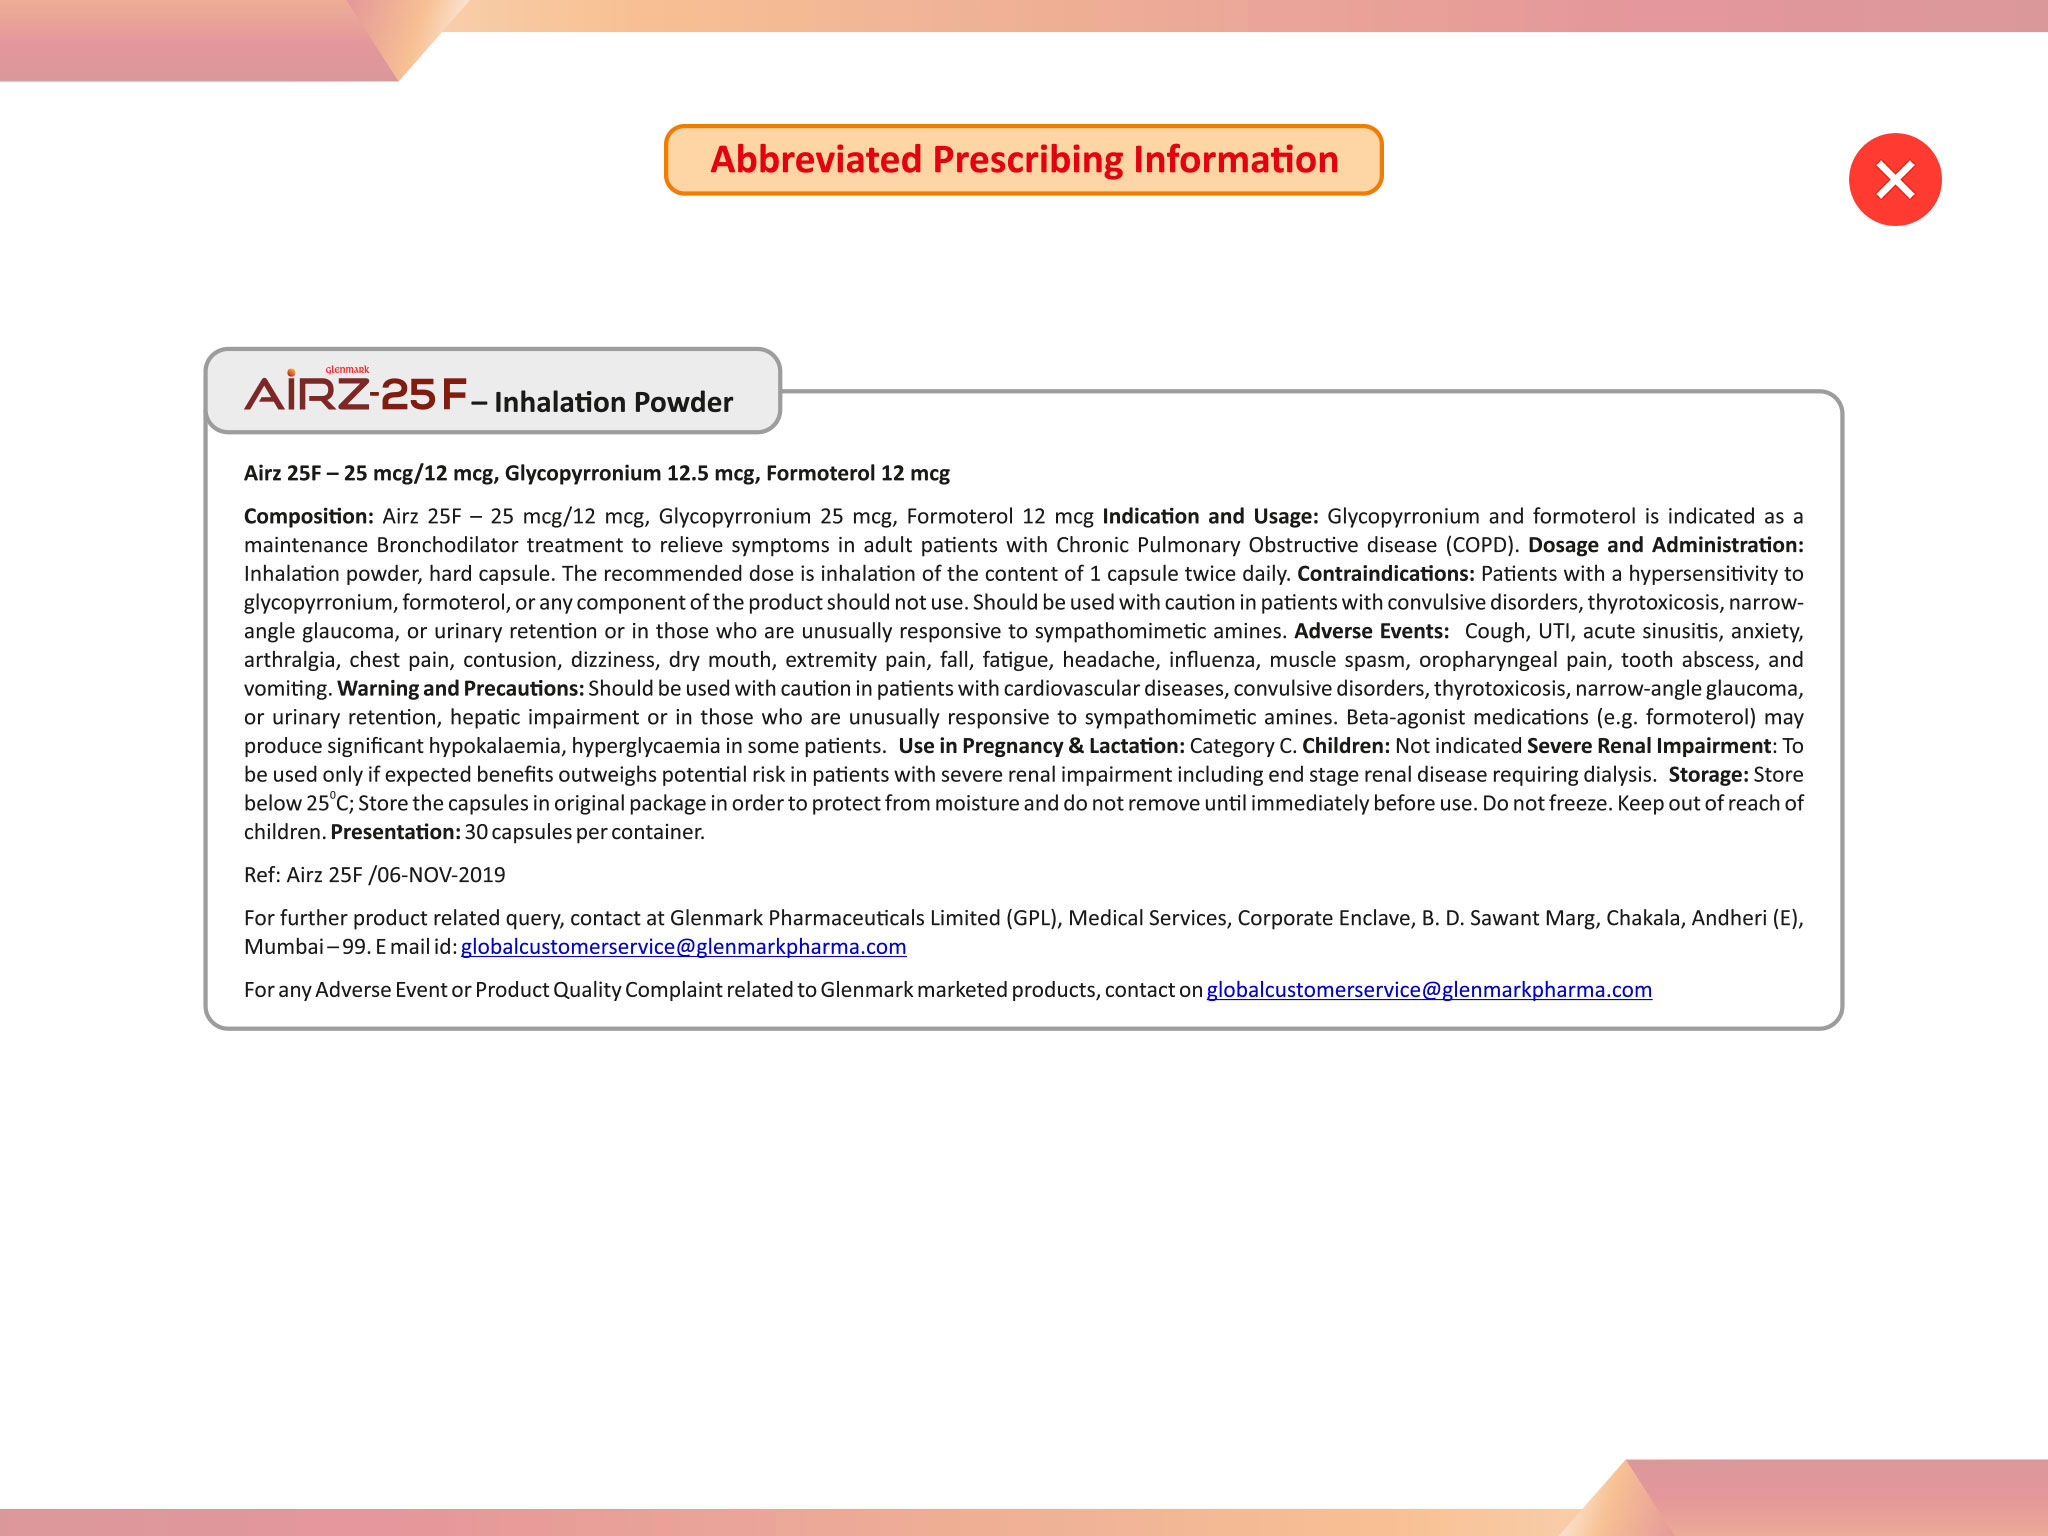 Abbreviated Prescribing Information
glenmark
AiRZ-25 F – Inhalation Powder
Airz 25F – 25 mcg/12 mcg, Glycopyrronium 12.5 mcg, Formoterol 12 mcg
Composition: Airz 25F – 25 mcg/12 mcg, Glycopyrronium 25 mcg, Formoterol 12 mcg Indication and Usage: Glycopyrronium and formoterol is indicated as a
maintenance Bronchodilator treatment to relieve symptoms in adult patients with Chronic Pulmonary Obstructive disease (COPD). Dosage and Administration:
Inhalation powder, hard capsule. The recommended dose is inhalation of the content of 1 capsule twice daily. Contraindications: Patients with a hypersensitivity to
glycopyrronium, formoterol, or any component of the product should not use. Should be used with caution in patients with convulsive disorders, thyrotoxicosis, narrow-
angle glaucoma, or urinary retention or in those who are unusually responsive to sympathomimetic amines. Adverse Events: Cough, UTI, acute sinusitis, anxiety,
arthralgia, chest pain, contusion, dizziness, dry mouth, extremity pain, fall, fatigue, headache, influenza, muscle spasm, oropharyngeal pain, tooth abscess, and
vomiting. Warning and Precautions: Should be used with caution in patients with cardiovascular diseases, convulsive disorders, thyrotoxicosis, narrow-angle glaucoma,
or urinary retention, hepatic impairment or in those who are unusually responsive to sympathomimetic amines. Beta-agonist medications (e.g. formoterol) may
produce significant hypokalaemia, hyperglycaemia in some patients. Use in Pregnancy & Lactation: Category C. Children: Not indicated Severe Renal Impairment: To
be used only if expected benefits outweighs potential risk in patients with severe renal impairment including end stage renal disease requiring dialysis. Storage: Store
below 25⁰C; Store the capsules in original package in order to protect from moisture and do not remove until immediately before use. Do not freeze. Keep out of reach of
children. Presentation: 30 capsules per container.
Ref: Airz 25F /06-NOV-2019
For further product related query, contact at Glenmark Pharmaceuticals Limited (GPL), Medical Services, Corporate Enclave, B. D. Sawant Marg, Chakala, Andheri (E),
Mumbai – 99. E mail id: globalcustomerservice@glenmarkpharma.com
For any Adverse Event or Product Quality Complaint related to Glenmark marketed products, contact on globalcustomerservice@glenmarkpharma.com